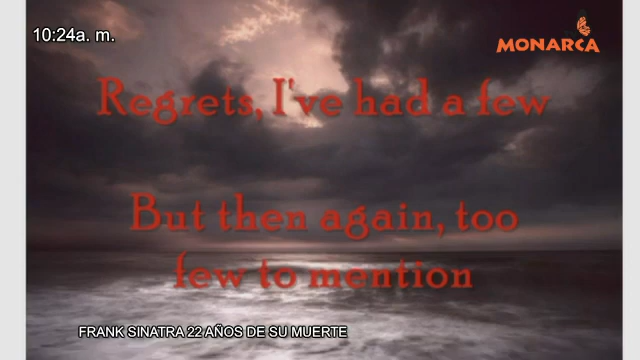 10:24a. m.
MONARCA
Regrets, I've had a few
But then again, too
few to mention
FRANK SINATRA 22 AÑOS DE SU MUERTE